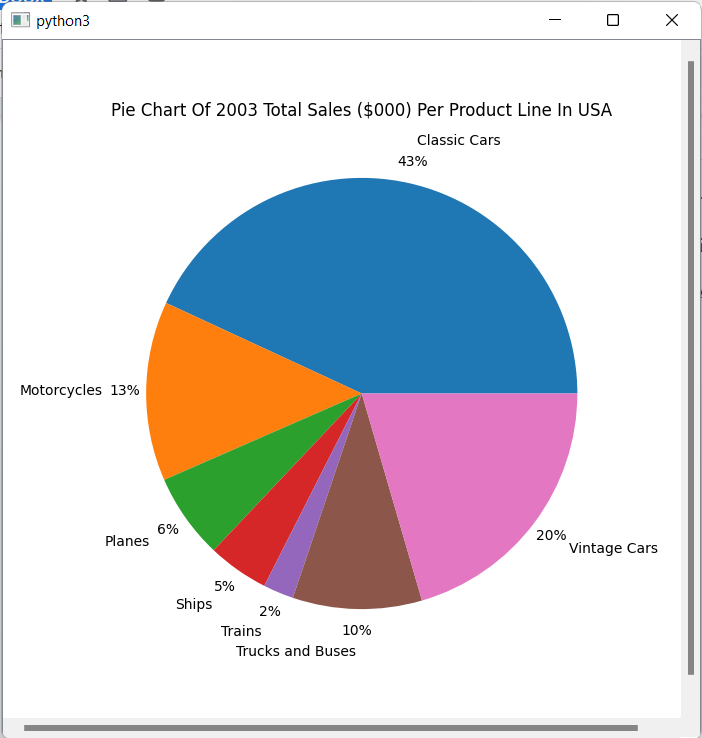 python3
Pie Chart Of 2003 Total Sales ($000) Per Product Line In USA
Classic Cars
43%
Motorcycles 13%
6%
Planes
20%
Vintage Cars
5%
Ships
2%
Trains
10%
Trucks and Buses